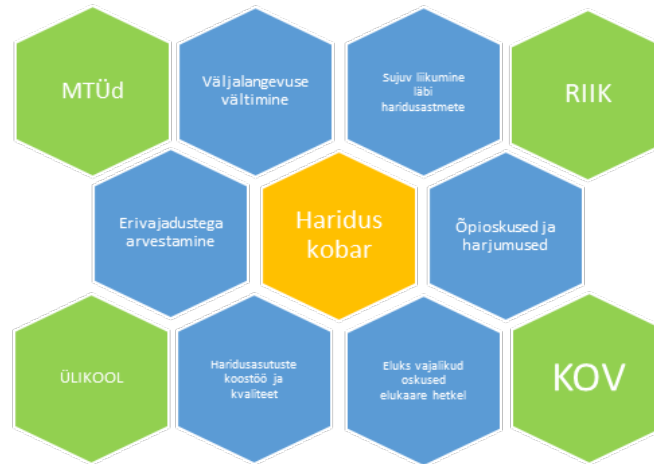 MTÜd
Väljalangevuse
vältimine
Sujuv liikumine
läbi
haridusastmete
RIIK
Erivajadustega
arvestamine
Haridus
kobar
Õpioskused ja
harjumused
ÜLIKOOL
Haridusasutuste
koostöö ja
kvaliteet
Eluks vajalikud
oskused
elukaare hetkel
KOV